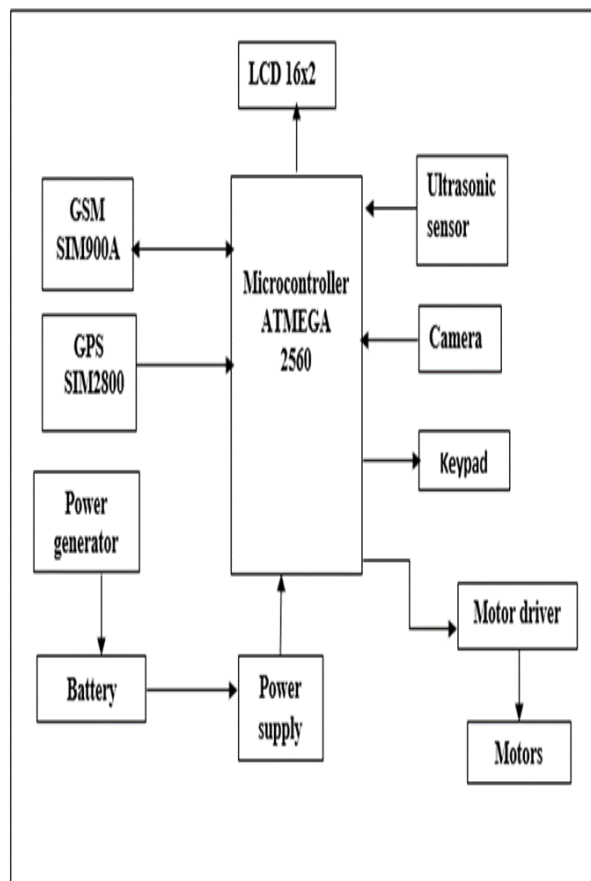 LCD 16x2
GSM
SIM900A
Ultrasonic
sensor
Microcontroller
ATMEGA
2560
GPS
SIM2800
Camera
Keypad
Power
generator
Motor driver
Battery
Power
supply
Motors